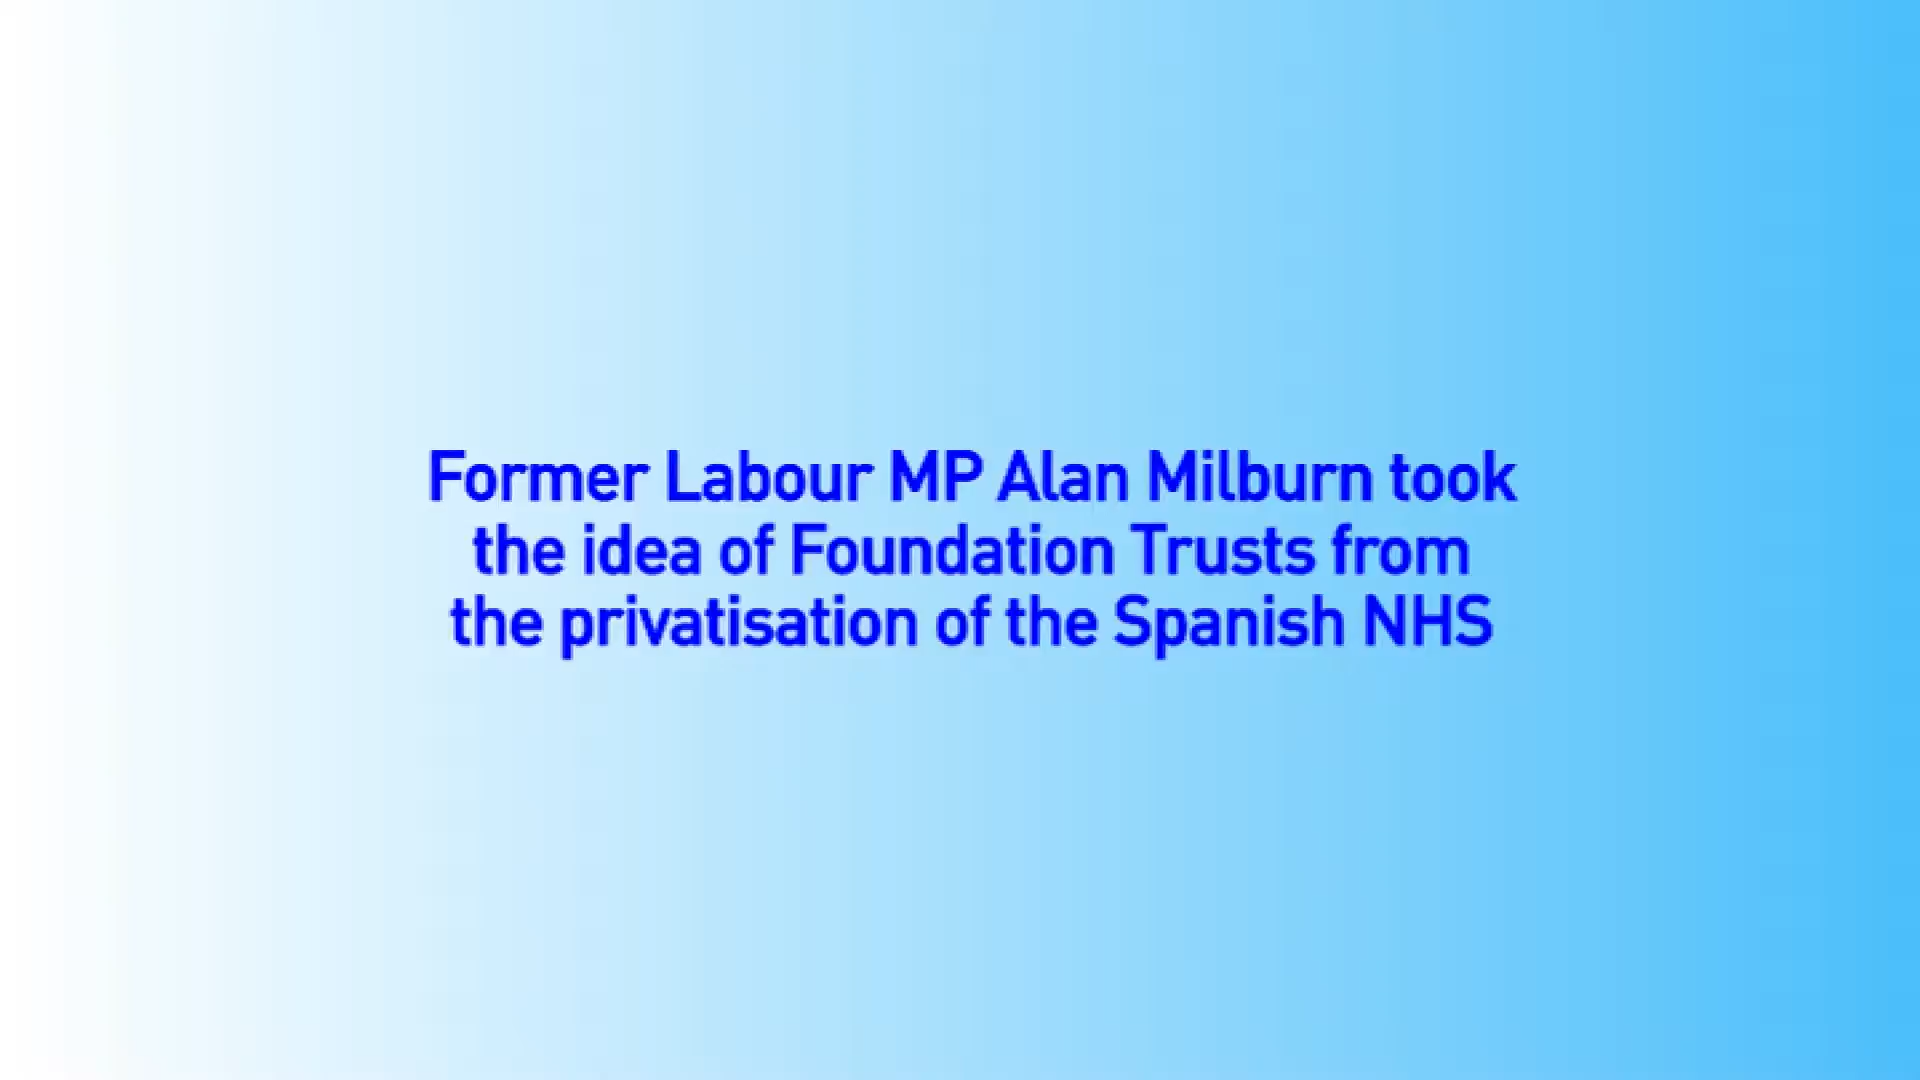 Former Labour MP Alan Milburn took
the idea of Foundation Trusts from
the privatisation of the Spanish NHS